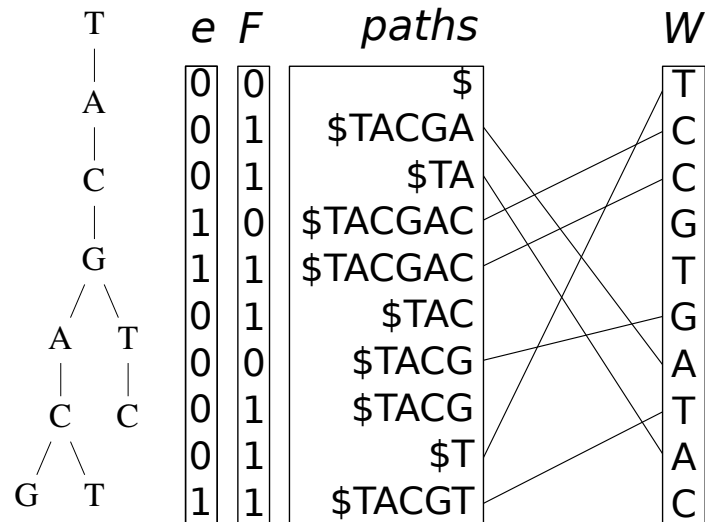 T
A
C
G
A T
C C
G T
e F paths W
0 0 $ T
0 1 $TACGA C
0 1 $TA C
1 0 $TACGAC G
1 1 $TACGAC T
0 1 $TAC G
0 0 $TACG A
0 1 $TACG T
0 1 $T A
1 1 $TACGT C